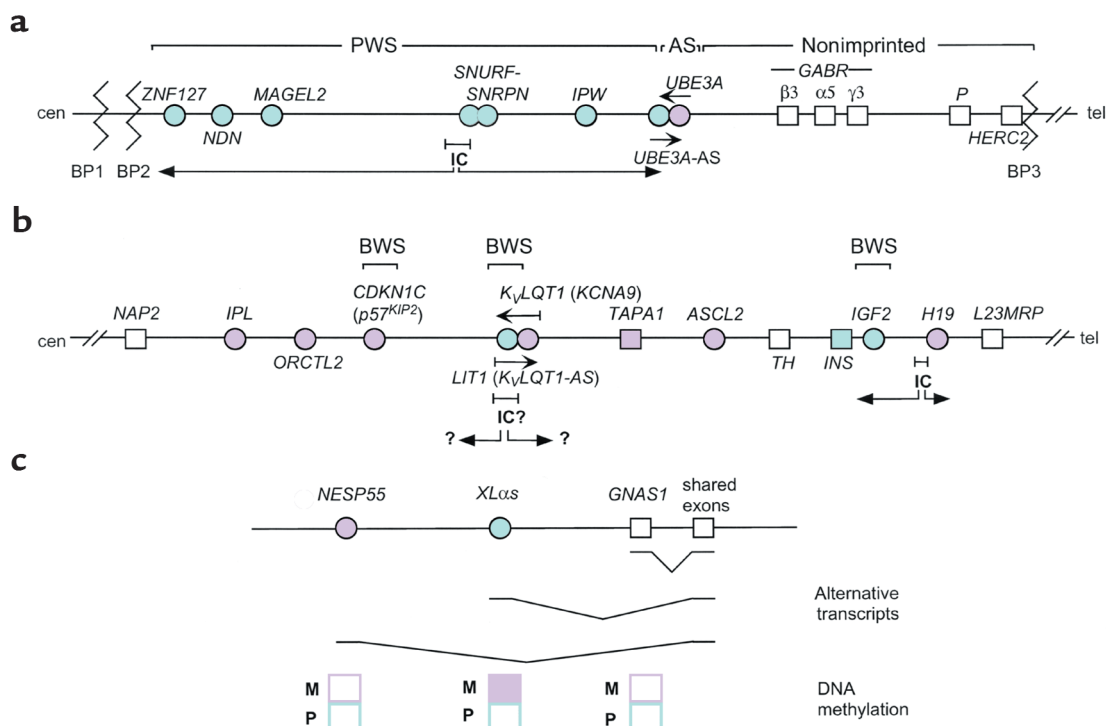 a
PWS AS Nonimprinted
SNURF- GABR
ZNF127 MAGEL2 SNRPN IPW UBE3A β3 α5 γ3 P
cen tel
NDN HERC2
IC UBE3A-AS
BP1 BP2 BP3
b
BWS BWS BWS
CDKN1C KVLQT1 (KCNA9)
NAP2 IPL (p57KIP2) TAPA1 ASCL2 IGF2 H19 L23MRP
cen tel
ORCTL2 TH INS
LIT1 (KVLQT1-AS) IC
IC?
? ?
c
NESP55 XLαs GNAS1 shared
exons
Alternative
transcripts
M M M DNA
P P P methylation